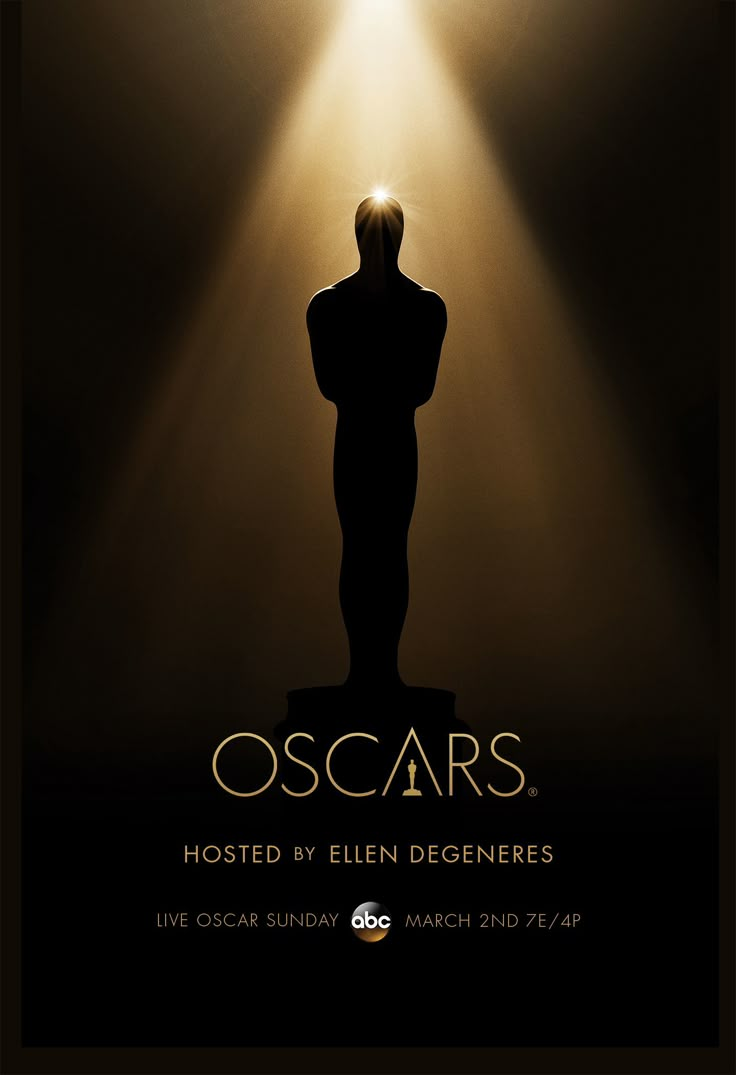 OSCARS®
HOSTED BY ELLEN DEGENERES
LIVE OSCAR SUNDAY abc MARCH 2ND 7E/4P